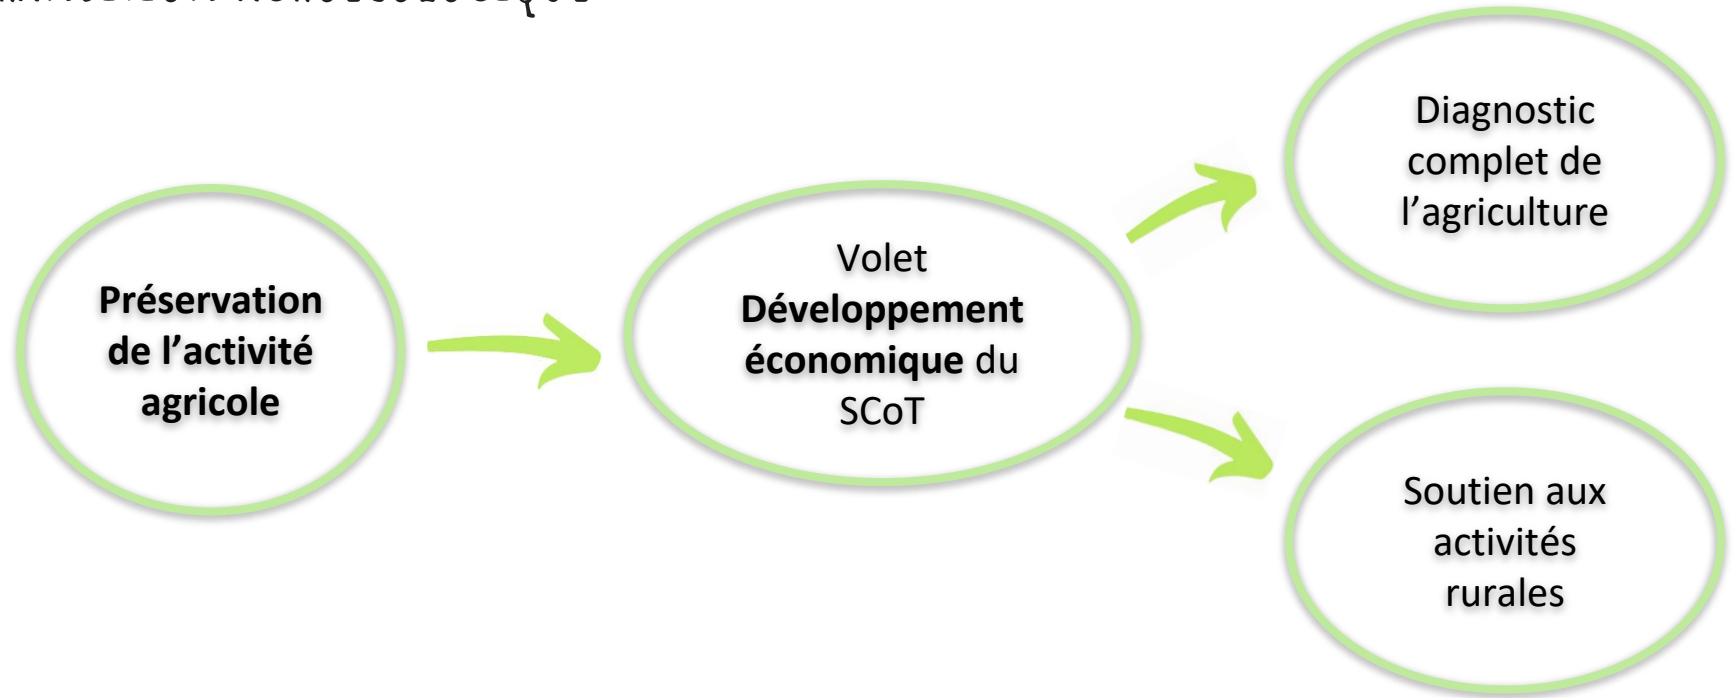 Préservation
de l’activité
agricole
Volet
Développement
économique du
SCoT
Diagnostic
complet de
l’agriculture
Soutien aux
activités
rurales